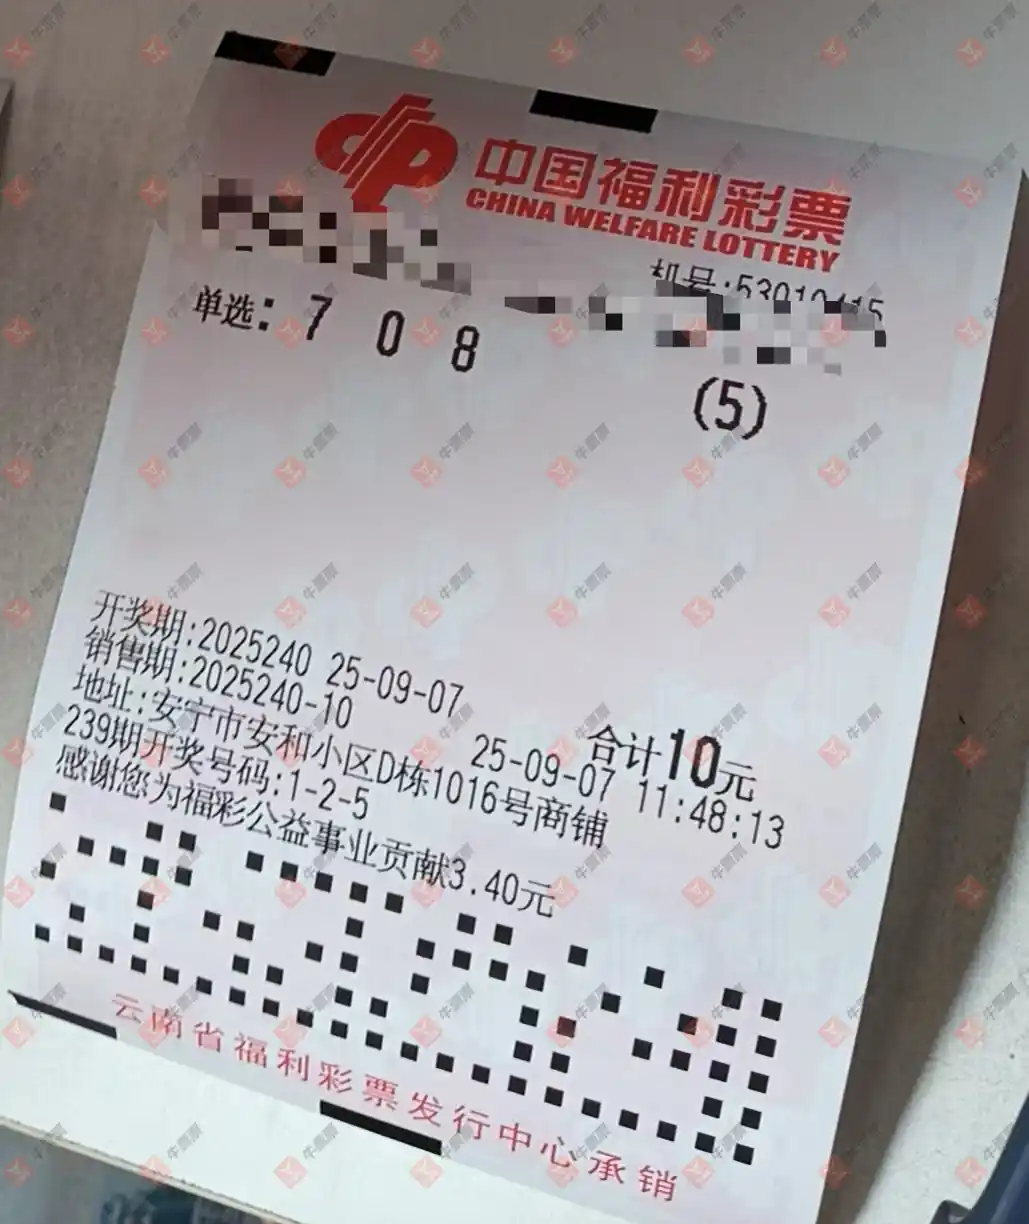 中国福利彩票
CHINA WELFARE LOTTERY
机号:53010415
单选: 7 0 8
(5)
开奖期:2025240 25-09-07
销售期:2025240-10
合计10元
25-09-07 11:48:13
地址:安宁市安和小区D栋1016号商铺
239期开奖号码:1-2-5
感谢您为福彩公益事业贡献3.40元
云南省福利彩票发行中心承销
牛票票